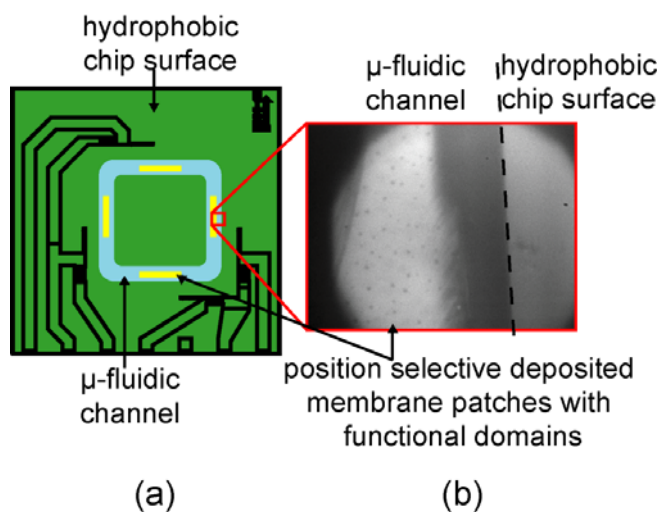 hydrophobic
chip surface
μ-fluidic
channel
hydrophobic
chip surface
μ-fluidic
channel
position selective deposited
membrane patches with
functional domains
(a)
(b)